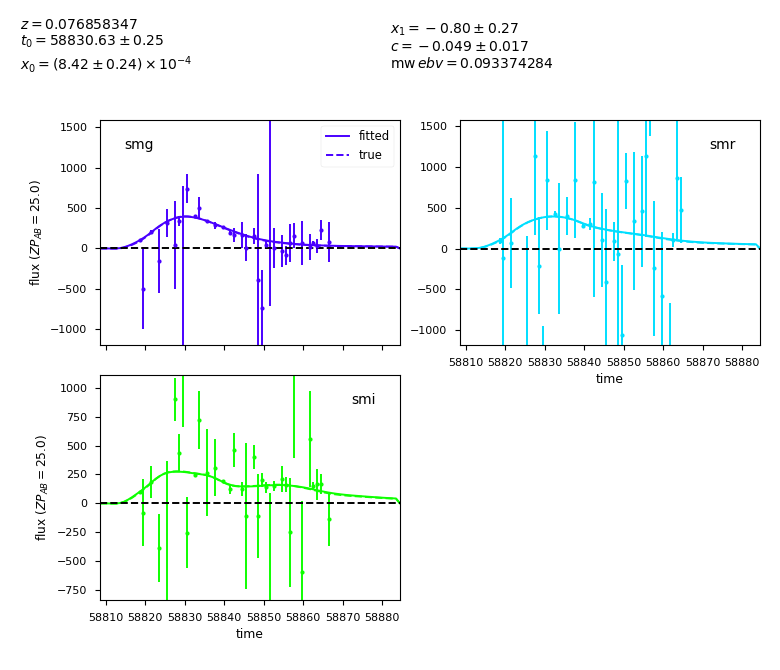 z = 0.076858347
t₀ = 58830.63 ± 0.25
x₀ = (8.42 ± 0.24) × 10⁻⁴
x₁ = −0.80 ± 0.27
c = −0.049 ± 0.017
mw ebv = 0.093374284
smg
fitted
true
1500
1000
500
0
−500
−1000
flux (ZP_AB = 25.0)
smr
1500
1000
500
0
−500
−1000
58810 58820 58830 58840 58850 58860 58870 58880
time
smi
1000
750
500
250
0
−250
−500
−750
flux (ZP_AB = 25.0)
58810 58820 58830 58840 58850 58860 58870 58880
time